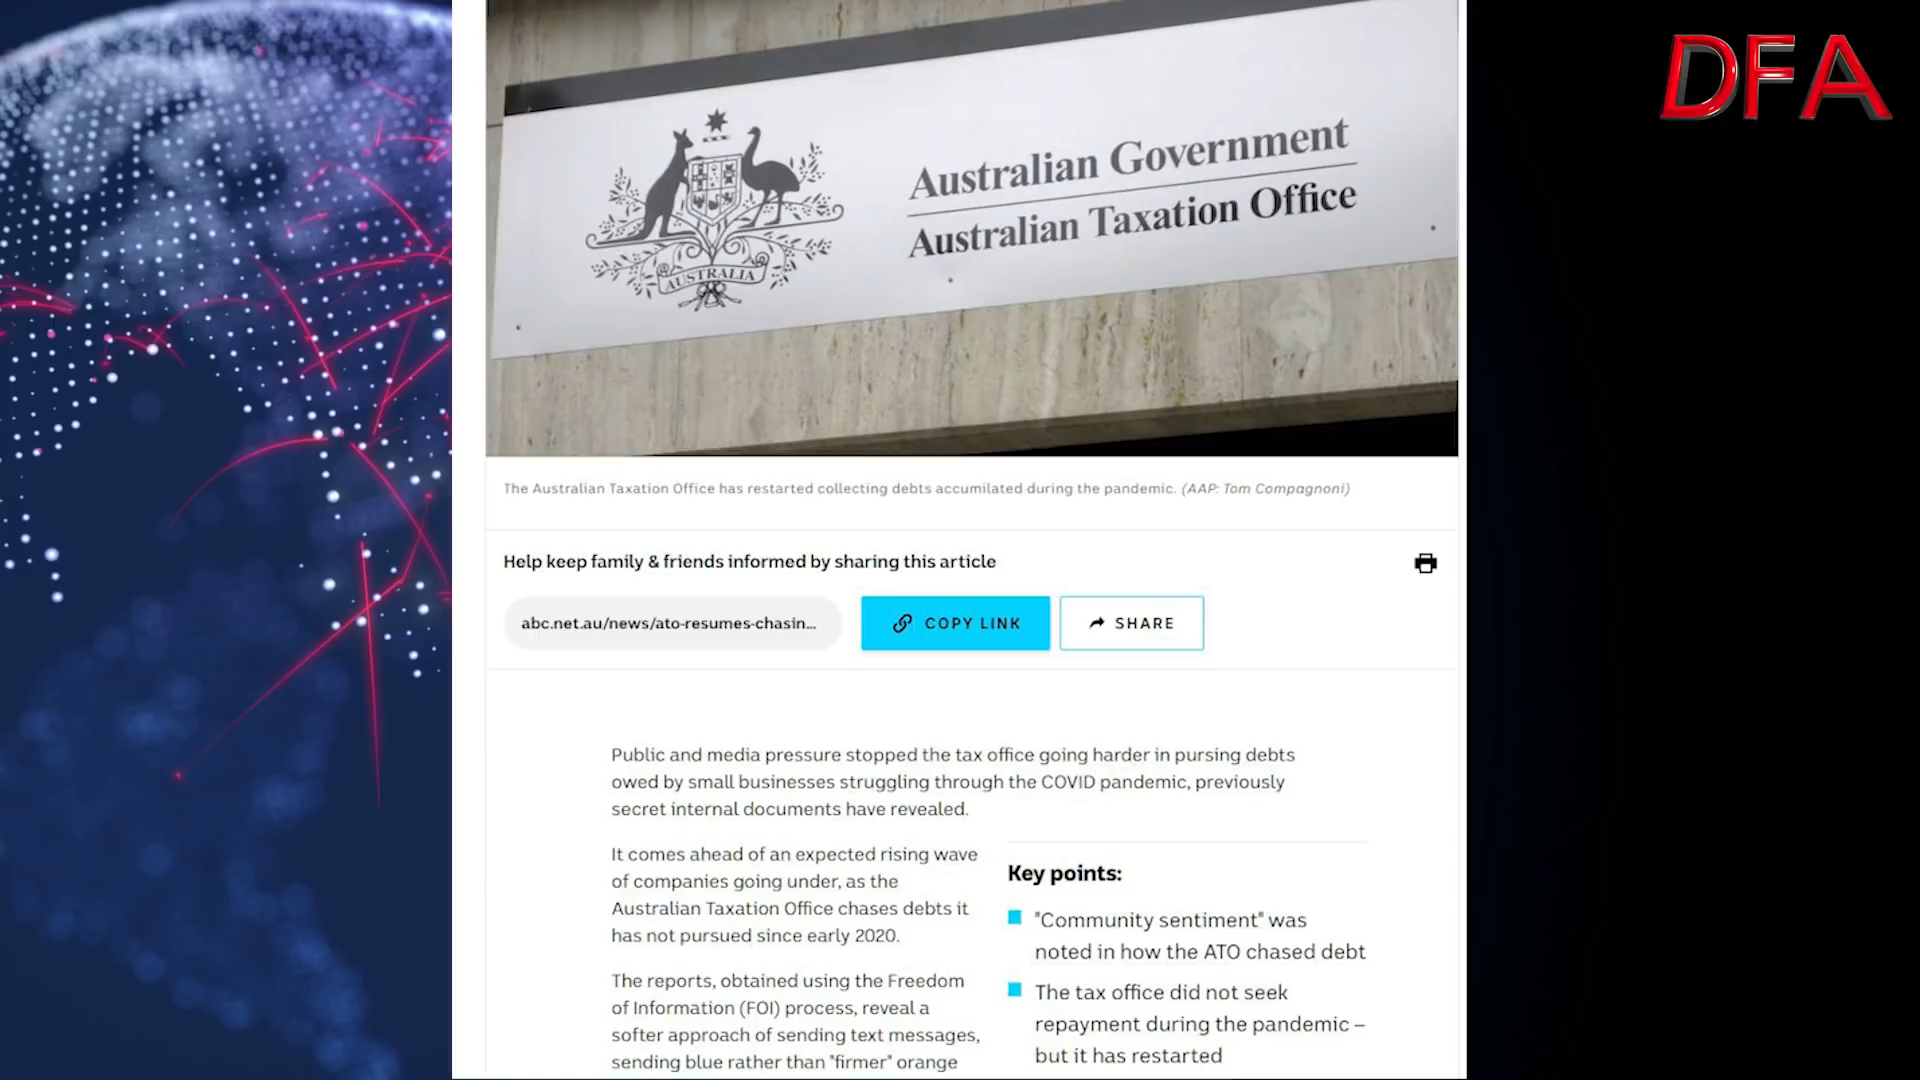 DFA
Australian Government
Australian Taxation Office
AUSTRALIA
The Australian Taxation Office has restarted collecting debts accumilated during the pandemic. (AAP: Tom Compagnoni)
Help keep family & friends informed by sharing this article
abc.net.au/news/ato-resumes-chasin...
COPY LINK
SHARE
Public and media pressure stopped the tax office going harder in pursing debts
owed by small businesses struggling through the COVID pandemic, previously
secret internal documents have revealed.
It comes ahead of an expected rising wave
of companies going under, as the
Australian Taxation Office chases debts it
has not pursued since early 2020.
The reports, obtained using the Freedom
of Information (FOI) process, reveal a
softer approach of sending text messages,
sending blue rather than "firmer" orange
Key points:
"Community sentiment" was
noted in how the ATO chased debt
The tax office did not seek
repayment during the pandemic –
but it has restarted